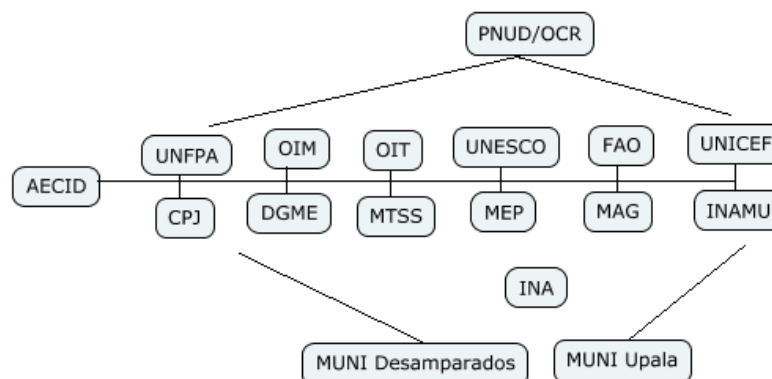 PNUD/OCR
UNFPA
OIM
OIT
UNESCO
FAO
UNICEF
AECID
CPJ
DGME
MTSS
MEP
MAG
INAMU
INA
MUNI Desamparados
MUNI Upala